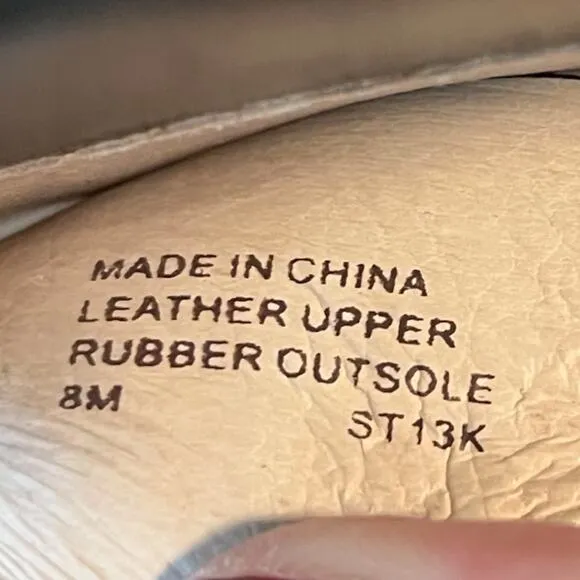 MADE IN CHINA
LEATHER UPPER
RUBBER OUTSOLE
8M ST13K